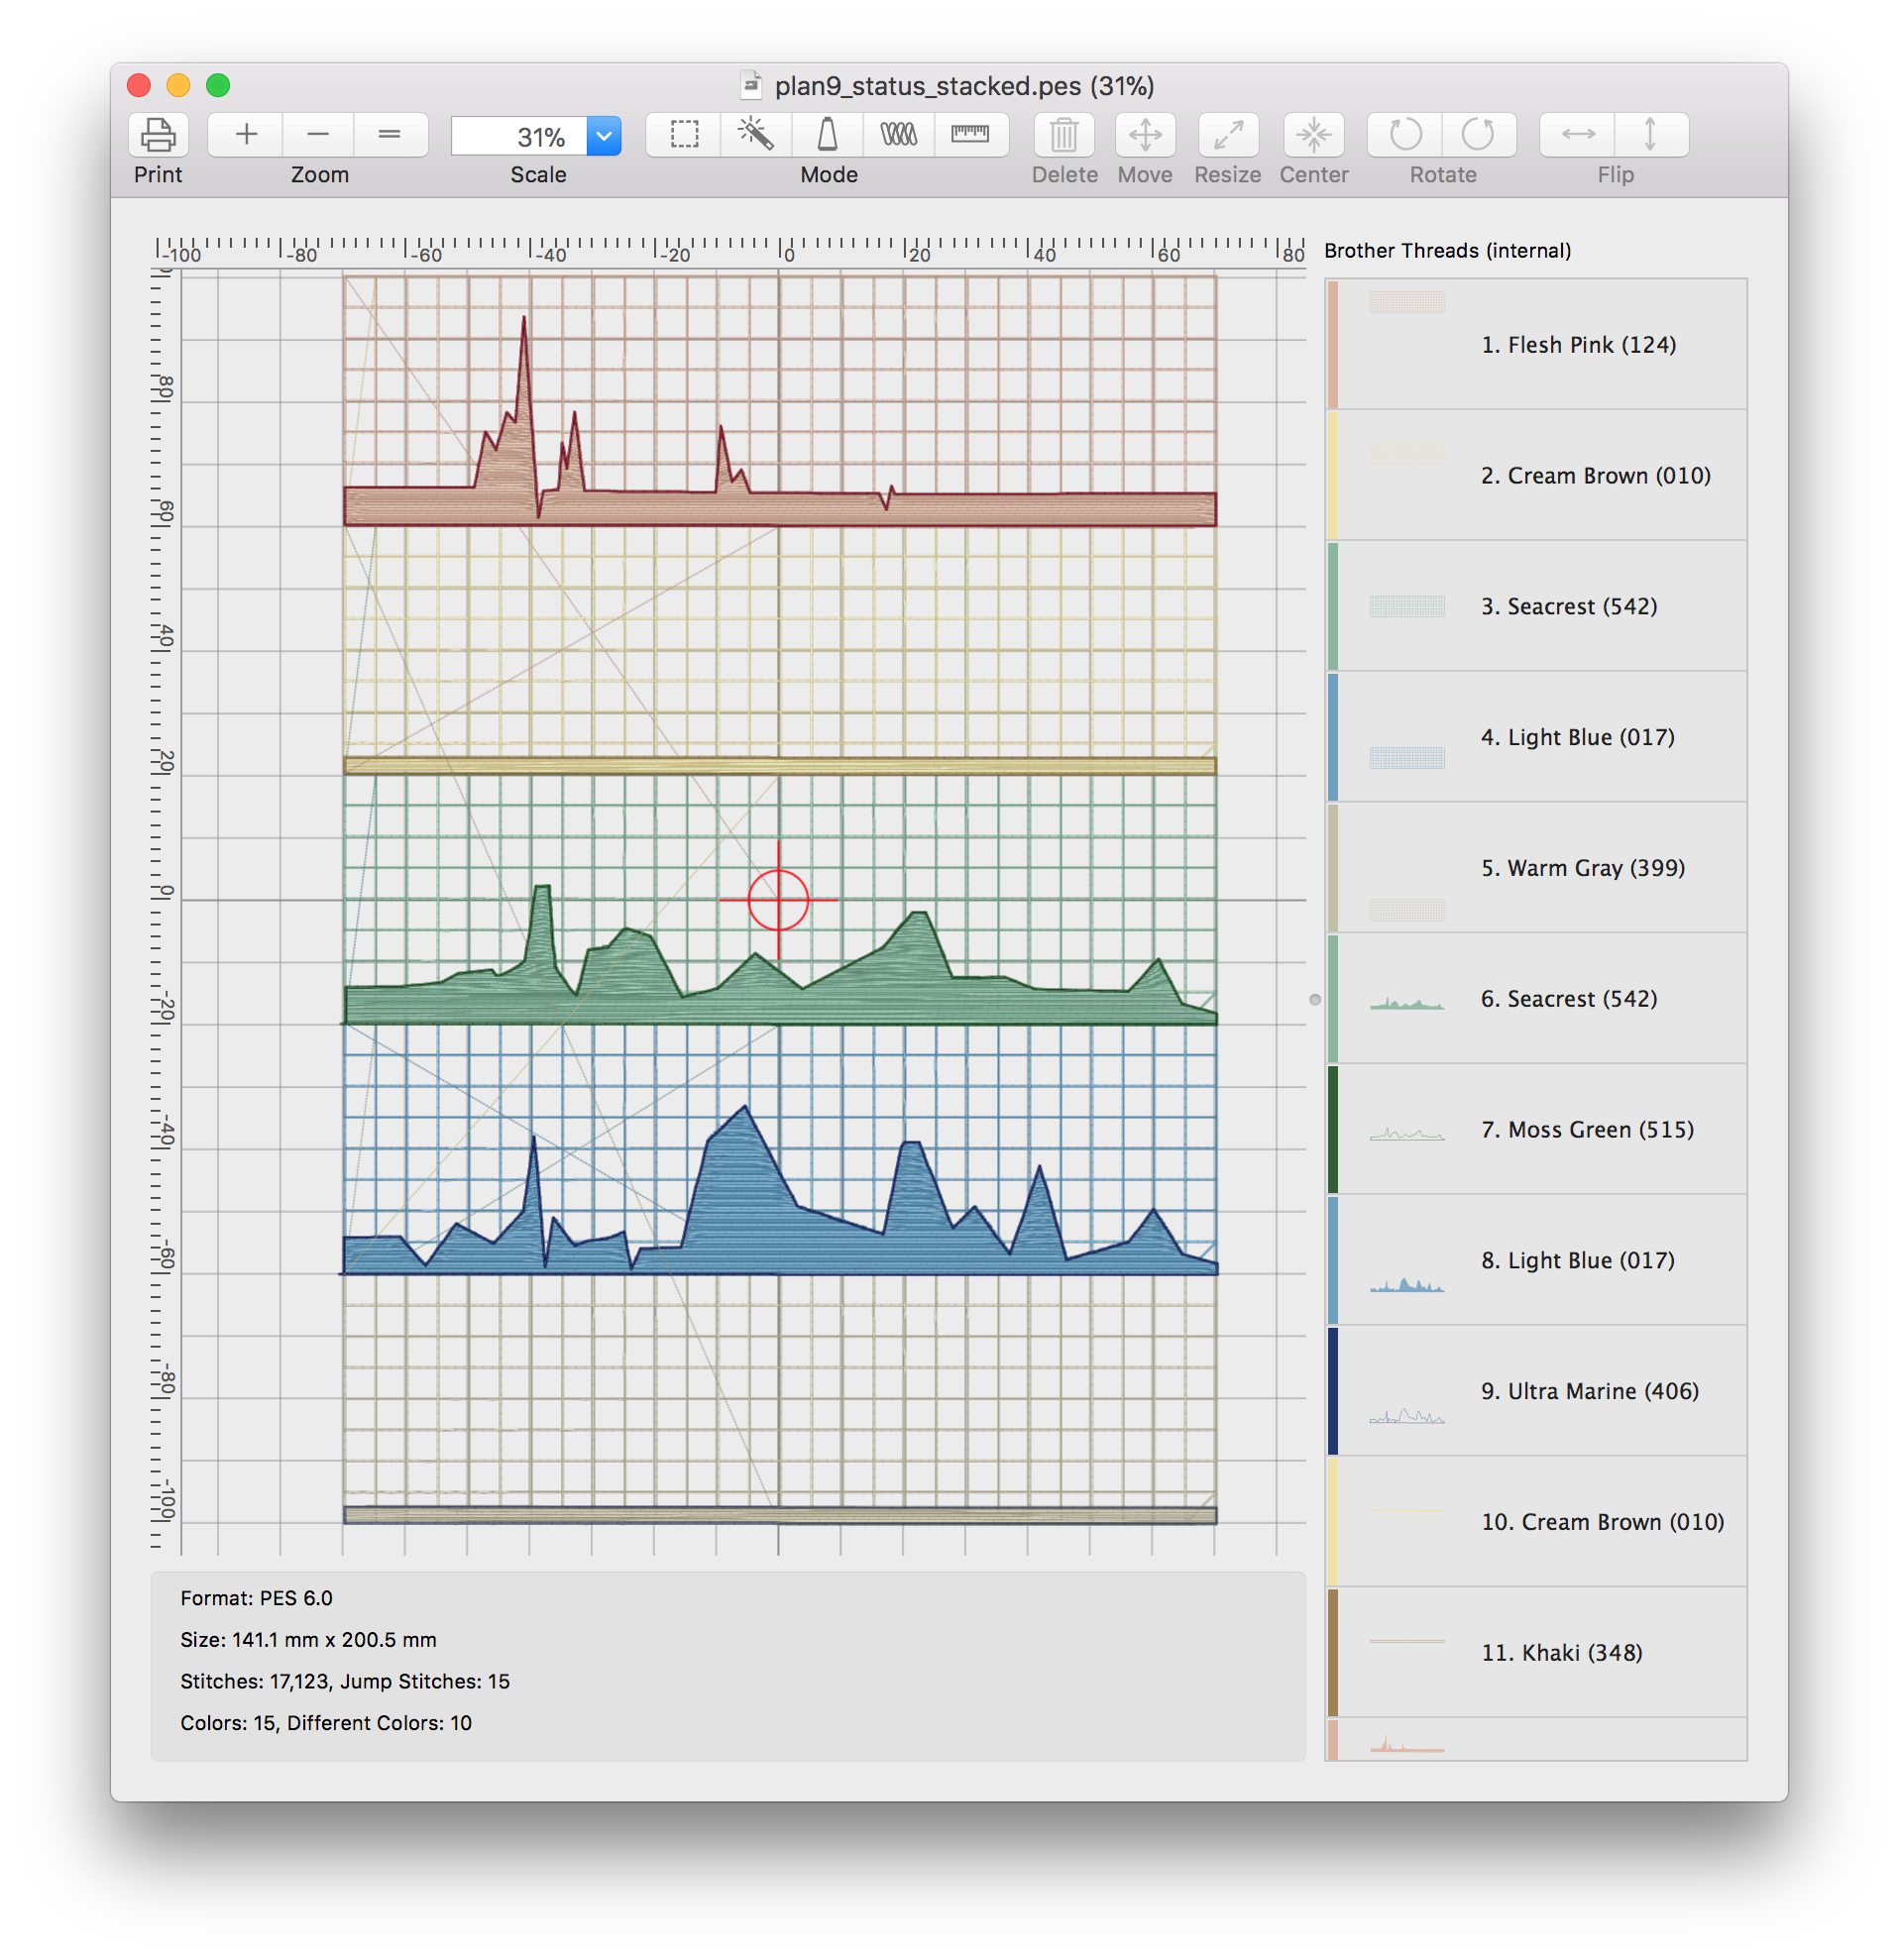 plan9_status_stacked.pes (31%)
31%
Print Zoom Scale Mode Delete Move Resize Center Rotate Flip
-100 -80 -60 -40 -20 0 20 40 60 80
Brother Threads (internal)
80
60
40
20
0
-20
-40
-60
-80
-100
1. Flesh Pink (124)
2. Cream Brown (010)
3. Seacrest (542)
4. Light Blue (017)
5. Warm Gray (399)
6. Seacrest (542)
7. Moss Green (515)
8. Light Blue (017)
9. Ultra Marine (406)
10. Cream Brown (010)
11. Khaki (348)
Format: PES 6.0
Size: 141.1 mm x 200.5 mm
Stitches: 17,123, Jump Stitches: 15
Colors: 15, Different Colors: 10